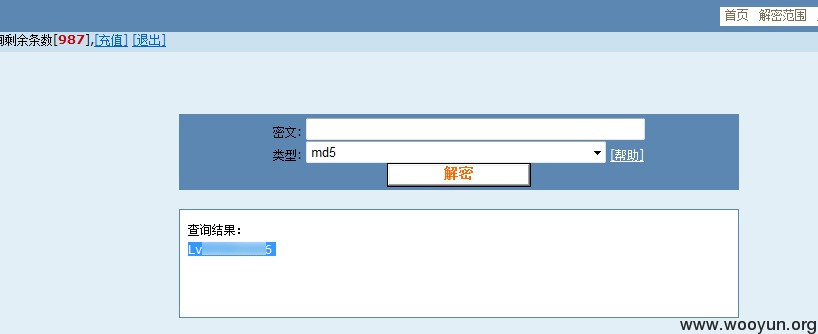 首页 解密范围
询剩余条数[987],[充值] [退出]
密文:
类型: md5 [帮助]
解密
查询结果:
Lv 5
www.wooyun.org